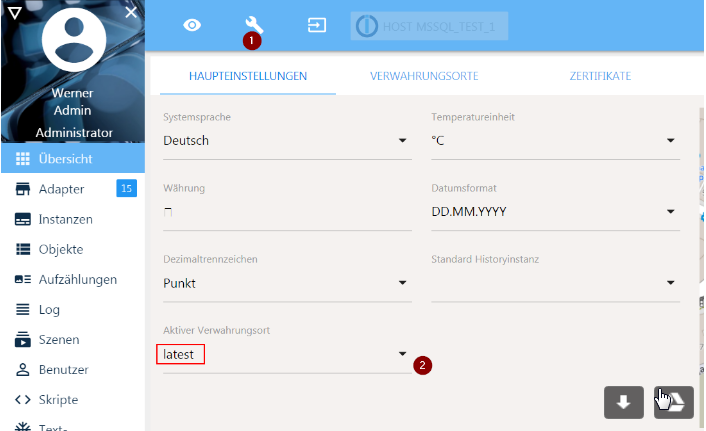 HOST MSSQL_TEST_1
1
Werner
Admin
Administrator
Übersicht
Adapter 15
Instanzen
Objekte
Aufzählungen
Log
Szenen
Benutzer
Skripte
Text-
HAUPTEINSTELLUNGEN VERWAHRUNGSORTE ZERTIFIKATE
Systemsprache Temperatureinheit
Deutsch °C
Währung Datumsformat
DD.MM.YYYY
Dezimaltrennzeichen Standard Historyinstanz
Punkt
Aktiver Verwahrungsort
latest
2